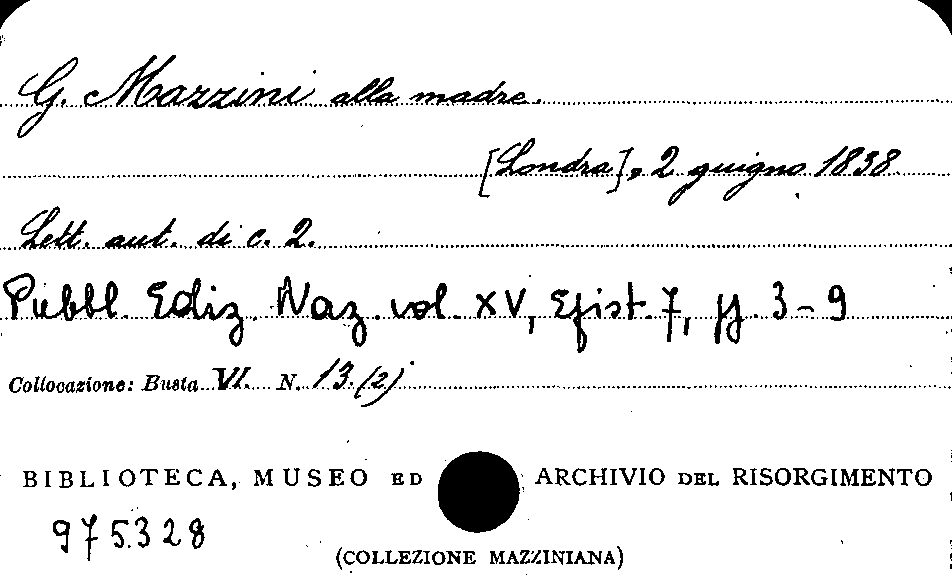 G. Mazzini alla madre.
[Londra], 2 guigno 1838
Lett. aut. di c. 2.
Pubbl. Ediz. Naz. vol. XV, Epist. 7, pp. 3-9
Collocazione: Busta VI. N. 13.(2)
BIBLIOTECA, MUSEO ED ARCHIVIO DEL RISORGIMENTO
975328
(COLLEZIONE MAZZINIANA)